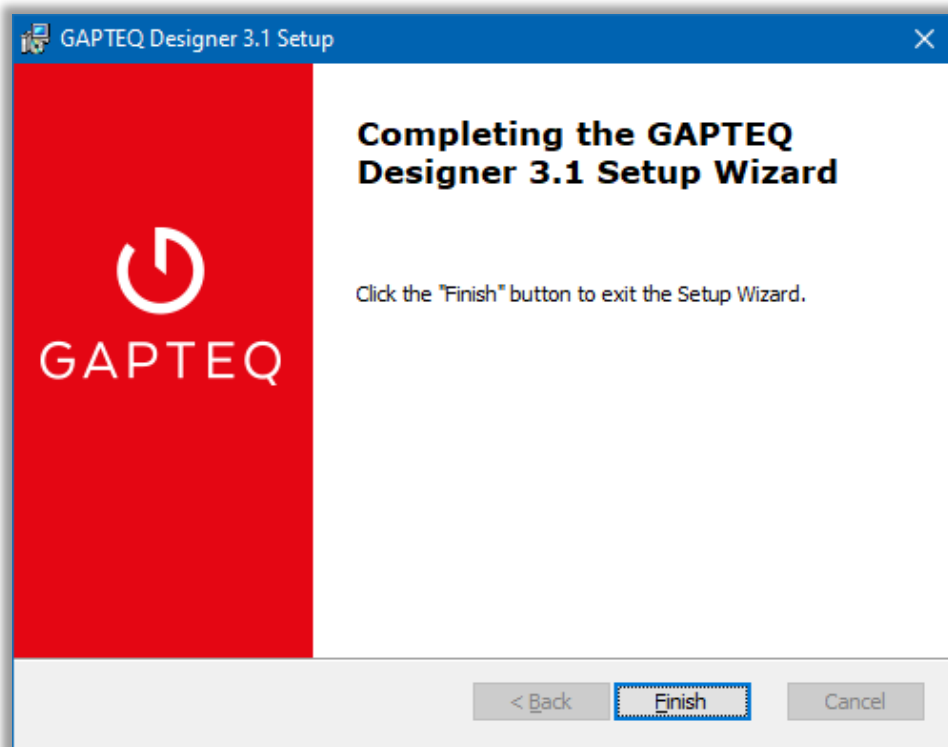 GAPTEQ Designer 3.1 Setup
Completing the GAPTEQ
Designer 3.1 Setup Wizard
Click the "Finish" button to exit the Setup Wizard.
GAPTEQ
< Back
Finish
Cancel